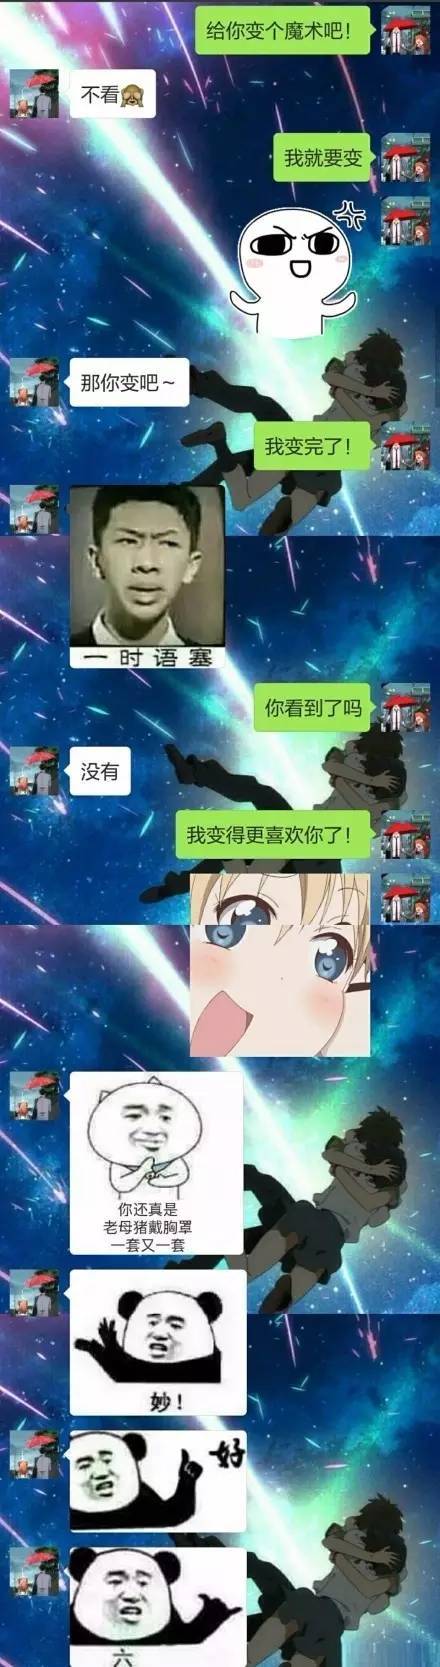 给你变个魔术吧！
不看🙈
我就要变
那你变吧～
我变完了！
一时语塞
你看到了吗
没有
我变得更喜欢你了！
你还真是
老母猪戴胸罩
一套又一套
妙！
好
六